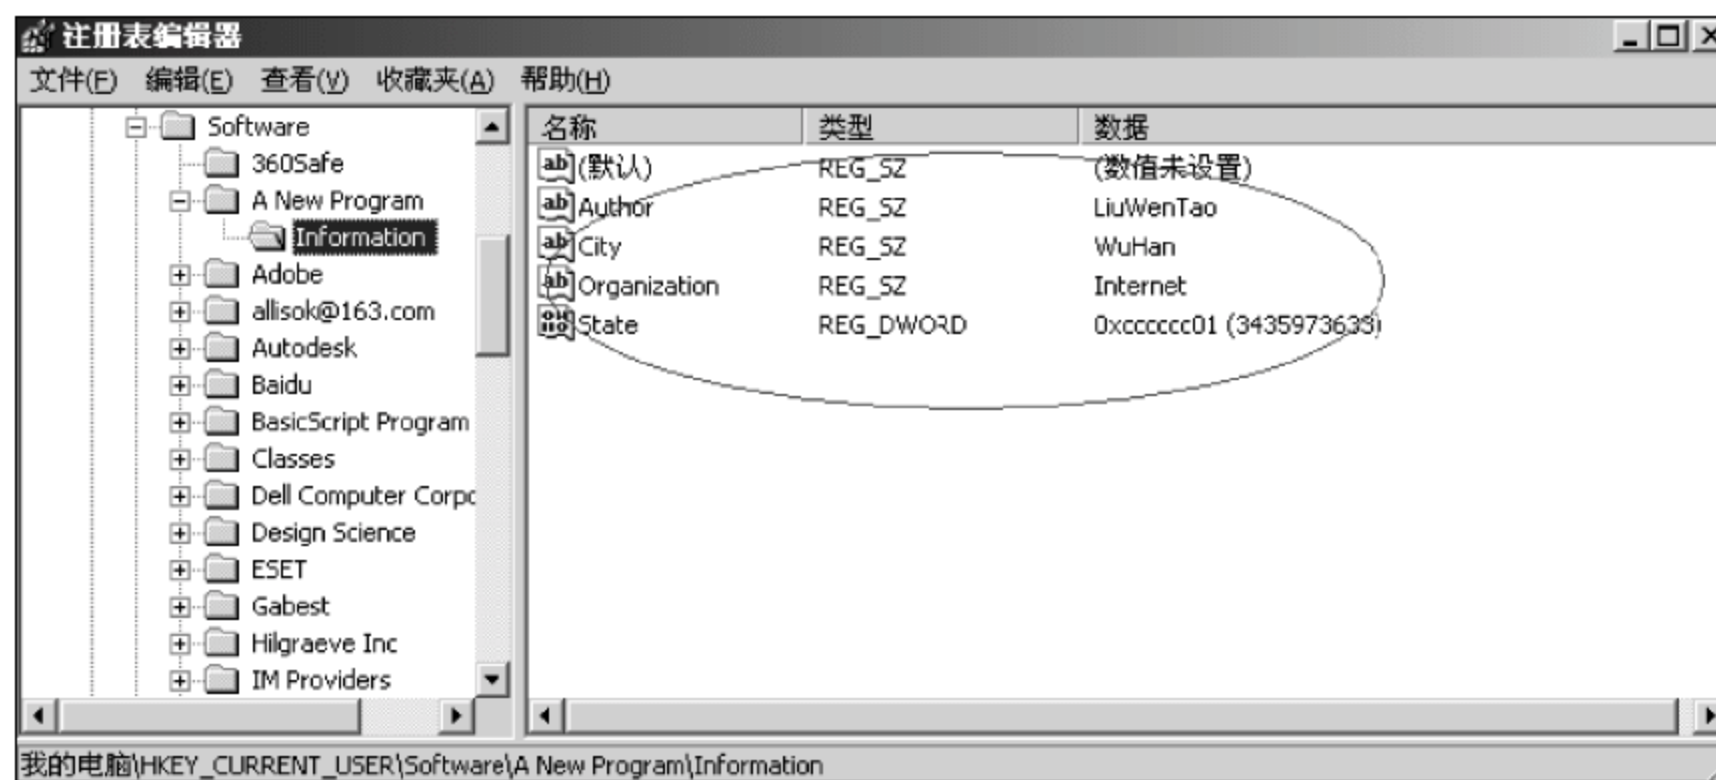 注册表编辑器
文件(F) 编辑(E) 查看(V) 收藏夹(A) 帮助(H)
Software
360Safe
A New Program
Information
Adobe
allisok@163.com
Autodesk
Baidu
BasicScript Program
Classes
Dell Computer Corpo
Design Science
ESET
Gabest
Hilgraeve Inc
IM Providers
名称 类型 数据
(默认) REG_SZ (数值未设置)
Author REG_SZ LiuWenTao
City REG_SZ WuHan
Organization REG_SZ Internet
State REG_DWORD 0xcccccc01 (3435973633)
我的电脑\HKEY_CURRENT_USER\Software\A New Program\Information